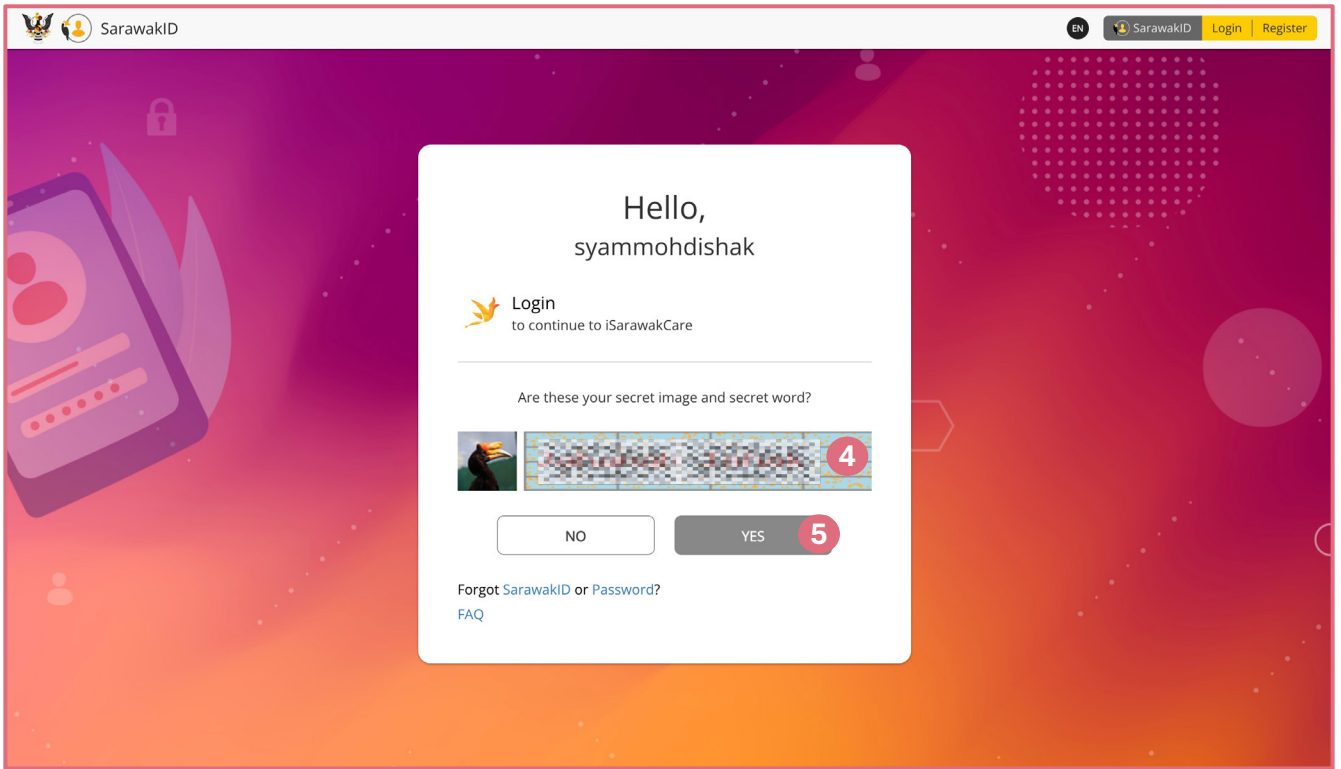 SarawakID
EN SarawakID Login Register
Hello,
syammohdishak
Login
to continue to iSarawakCare
Are these your secret image and secret word?
4
NO YES 5
Forgot SarawakID or Password?
FAQ